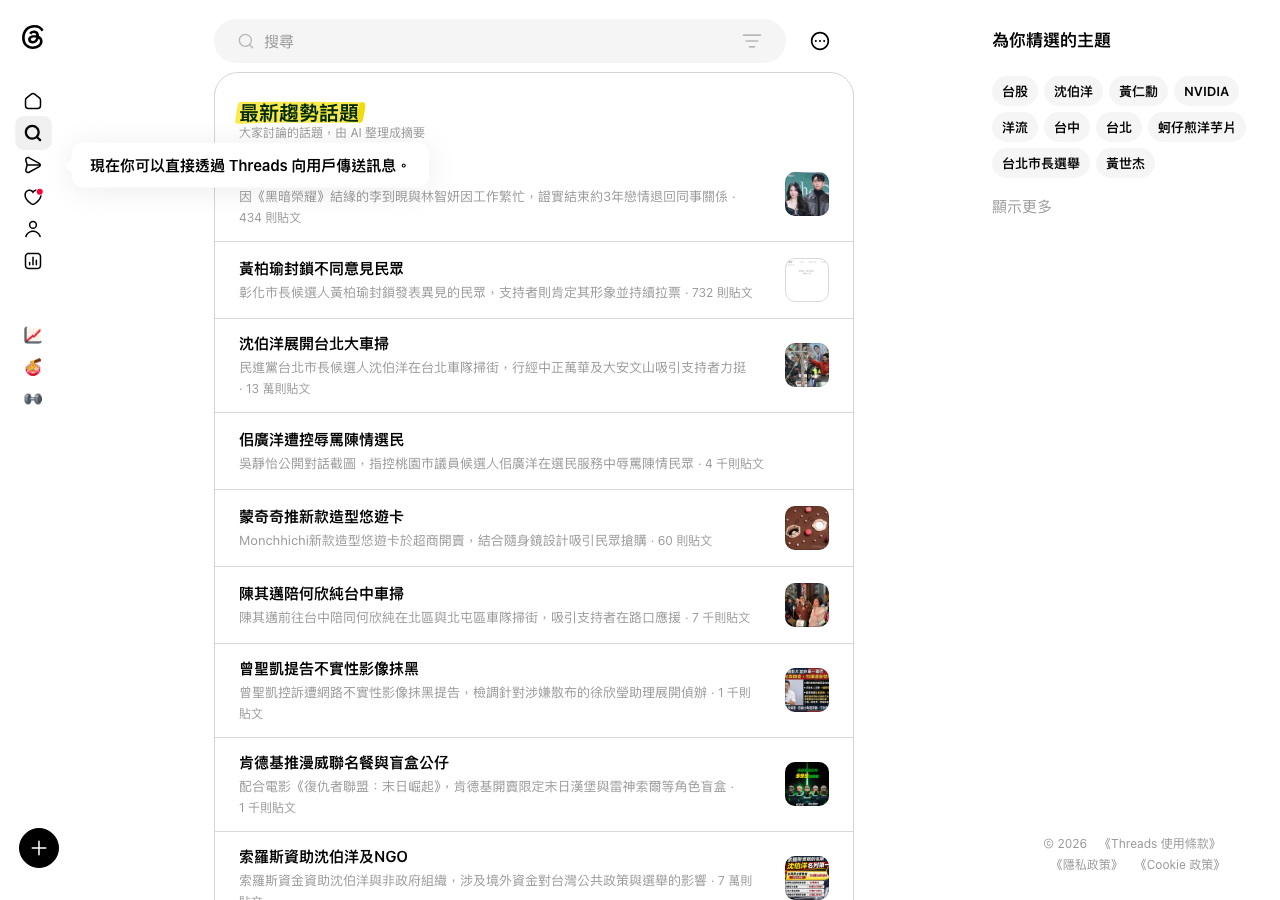 搜尋
最新趨勢話題
大家討論的話題，由 AI 整理成摘要
現在你可以直接透過 Threads 向用戶傳送訊息。
因《黑暗榮耀》結緣的李到晛與林智妍因工作繁忙，證實結束約3年戀情退回同事關係 ·
434 則貼文
黃柏瑜封鎖不同意見民眾
彰化市長候選人黃柏瑜封鎖發表異見的民眾，支持者則肯定其形象並持續拉票 · 732 則貼文
沈伯洋展開台北大車掃
民進黨台北市長候選人沈伯洋在台北車隊掃街，行經中正萬華及大安文山吸引支持者力挺
· 13 萬則貼文
佀廣洋遭控辱罵陳情選民
吳靜怡公開對話截圖，指控桃園市議員候選人佀廣洋在選民服務中辱罵陳情民眾 · 4 千則貼文
蒙奇奇推新款造型悠遊卡
Monchhichi新款造型悠遊卡於超商開賣，結合隨身鏡設計吸引民眾搶購 · 60 則貼文
陳其邁陪何欣純台中車掃
陳其邁前往台中陪同何欣純在北區與北屯區車隊掃街，吸引支持者在路口應援 · 7 千則貼文
曾聖凱提告不實性影像抹黑
曾聖凱控訴遭網路不實性影像抹黑提告，檢調針對涉嫌散布的徐欣瑩助理展開偵辦 · 1 千則
貼文
肯德基推漫威聯名餐與盲盒公仔
配合電影《復仇者聯盟：末日崛起》，肯德基開賣限定末日漢堡與雷神索爾等角色盲盒 ·
1 千則貼文
索羅斯資助沈伯洋及NGO
索羅斯資金資助沈伯洋與非政府組織，涉及境外資金對台灣公共政策與選舉的影響 · 7 萬則
貼文
為你精選的主題
台股 沈伯洋 黃仁勳 NVIDIA
洋流 台中 台北 蚵仔煎洋芋片
台北市長選舉 黃世杰
顯示更多
© 2026 《Threads 使用條款》
《隱私政策》 《Cookie 政策》